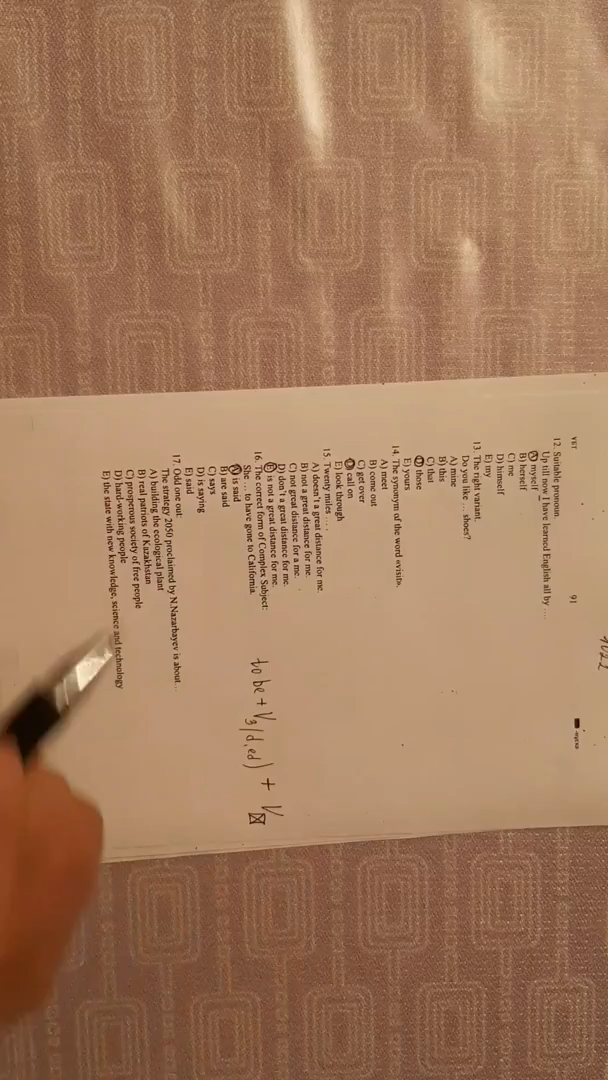 VET 91
12. Suitable pronoun.
Up till now I have learned English all by ...
A) myself
B) herself
C) me
D) himself
E) my
13. The right variant.
Do you like ... shoes?
A) mine
B) this
C) that
D) those
E) yours
14. The synonym of the word «visit».
A) meet
B) come out
C) get over
D) call on
E) look through
15. Twenty miles ... .
A) doesn't a great distance for me.
B) not a great distance for me.
C) not great distance for a me.
D) don't a great distance for me.
E) is not a great distance for me.
16. The correct form of Complex Subject:
She ... to have gone to California.
A) is said
B) are said
C) says
D) is saying
E) said
to be + V3(d,ed) + V
17. Odd one out.
The strategy 2050 proclaimed by N.Nazarbayev is about...
A) building the ecological plant
B) real patriots of Kazakhstan
C) prosperous society of free people
D) hard-working people
E) the state with new knowledge, science and technology